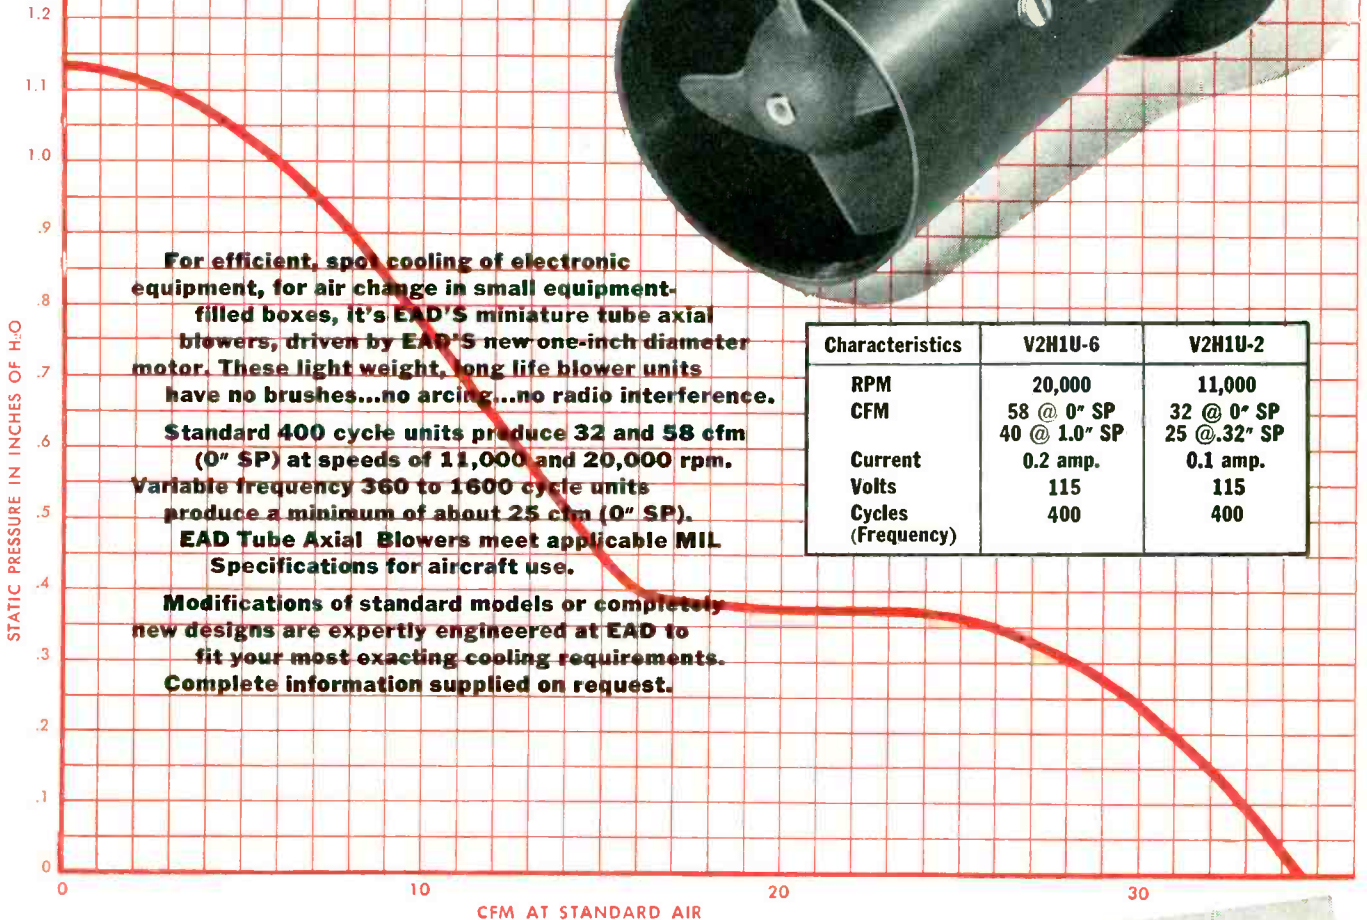 1.2
1.1
1.0
.9
.8
.7
.6
.5
.4
.3
.2
.1
0
STATIC PRESSURE IN INCHES OF H2O
For efficient, spot cooling of electronic
equipment, for air change in small equipment-
filled boxes, it's EAD'S miniature tube axial
blowers, driven by EAD'S new one-inch diameter
motor. These light weight, long life blower units
have no brushes...no arcing...no radio interference.
Standard 400 cycle units produce 32 and 58 cfm
(0" SP) at speeds of 11,000 and 20,000 rpm.
Variable frequency 360 to 1600 cycle units
produce a minimum of about 25 cfm (0" SP).
EAD Tube Axial Blowers meet applicable MIL
Specifications for aircraft use.
Modifications of standard models or completely
new designs are expertly engineered at EAD to
fit your most exacting cooling requirements.
Complete information supplied on request.
Characteristics V2H1U-6 V2H1U-2
RPM 20,000 11,000
CFM 58 @ 0" SP 32 @ 0" SP
40 @ 1.0" SP 25 @.32" SP
Current 0.2 amp. 0.1 amp.
Volts 115 115
Cycles 400 400
(Frequency)
0 10 20 30
CFM AT STANDARD AIR